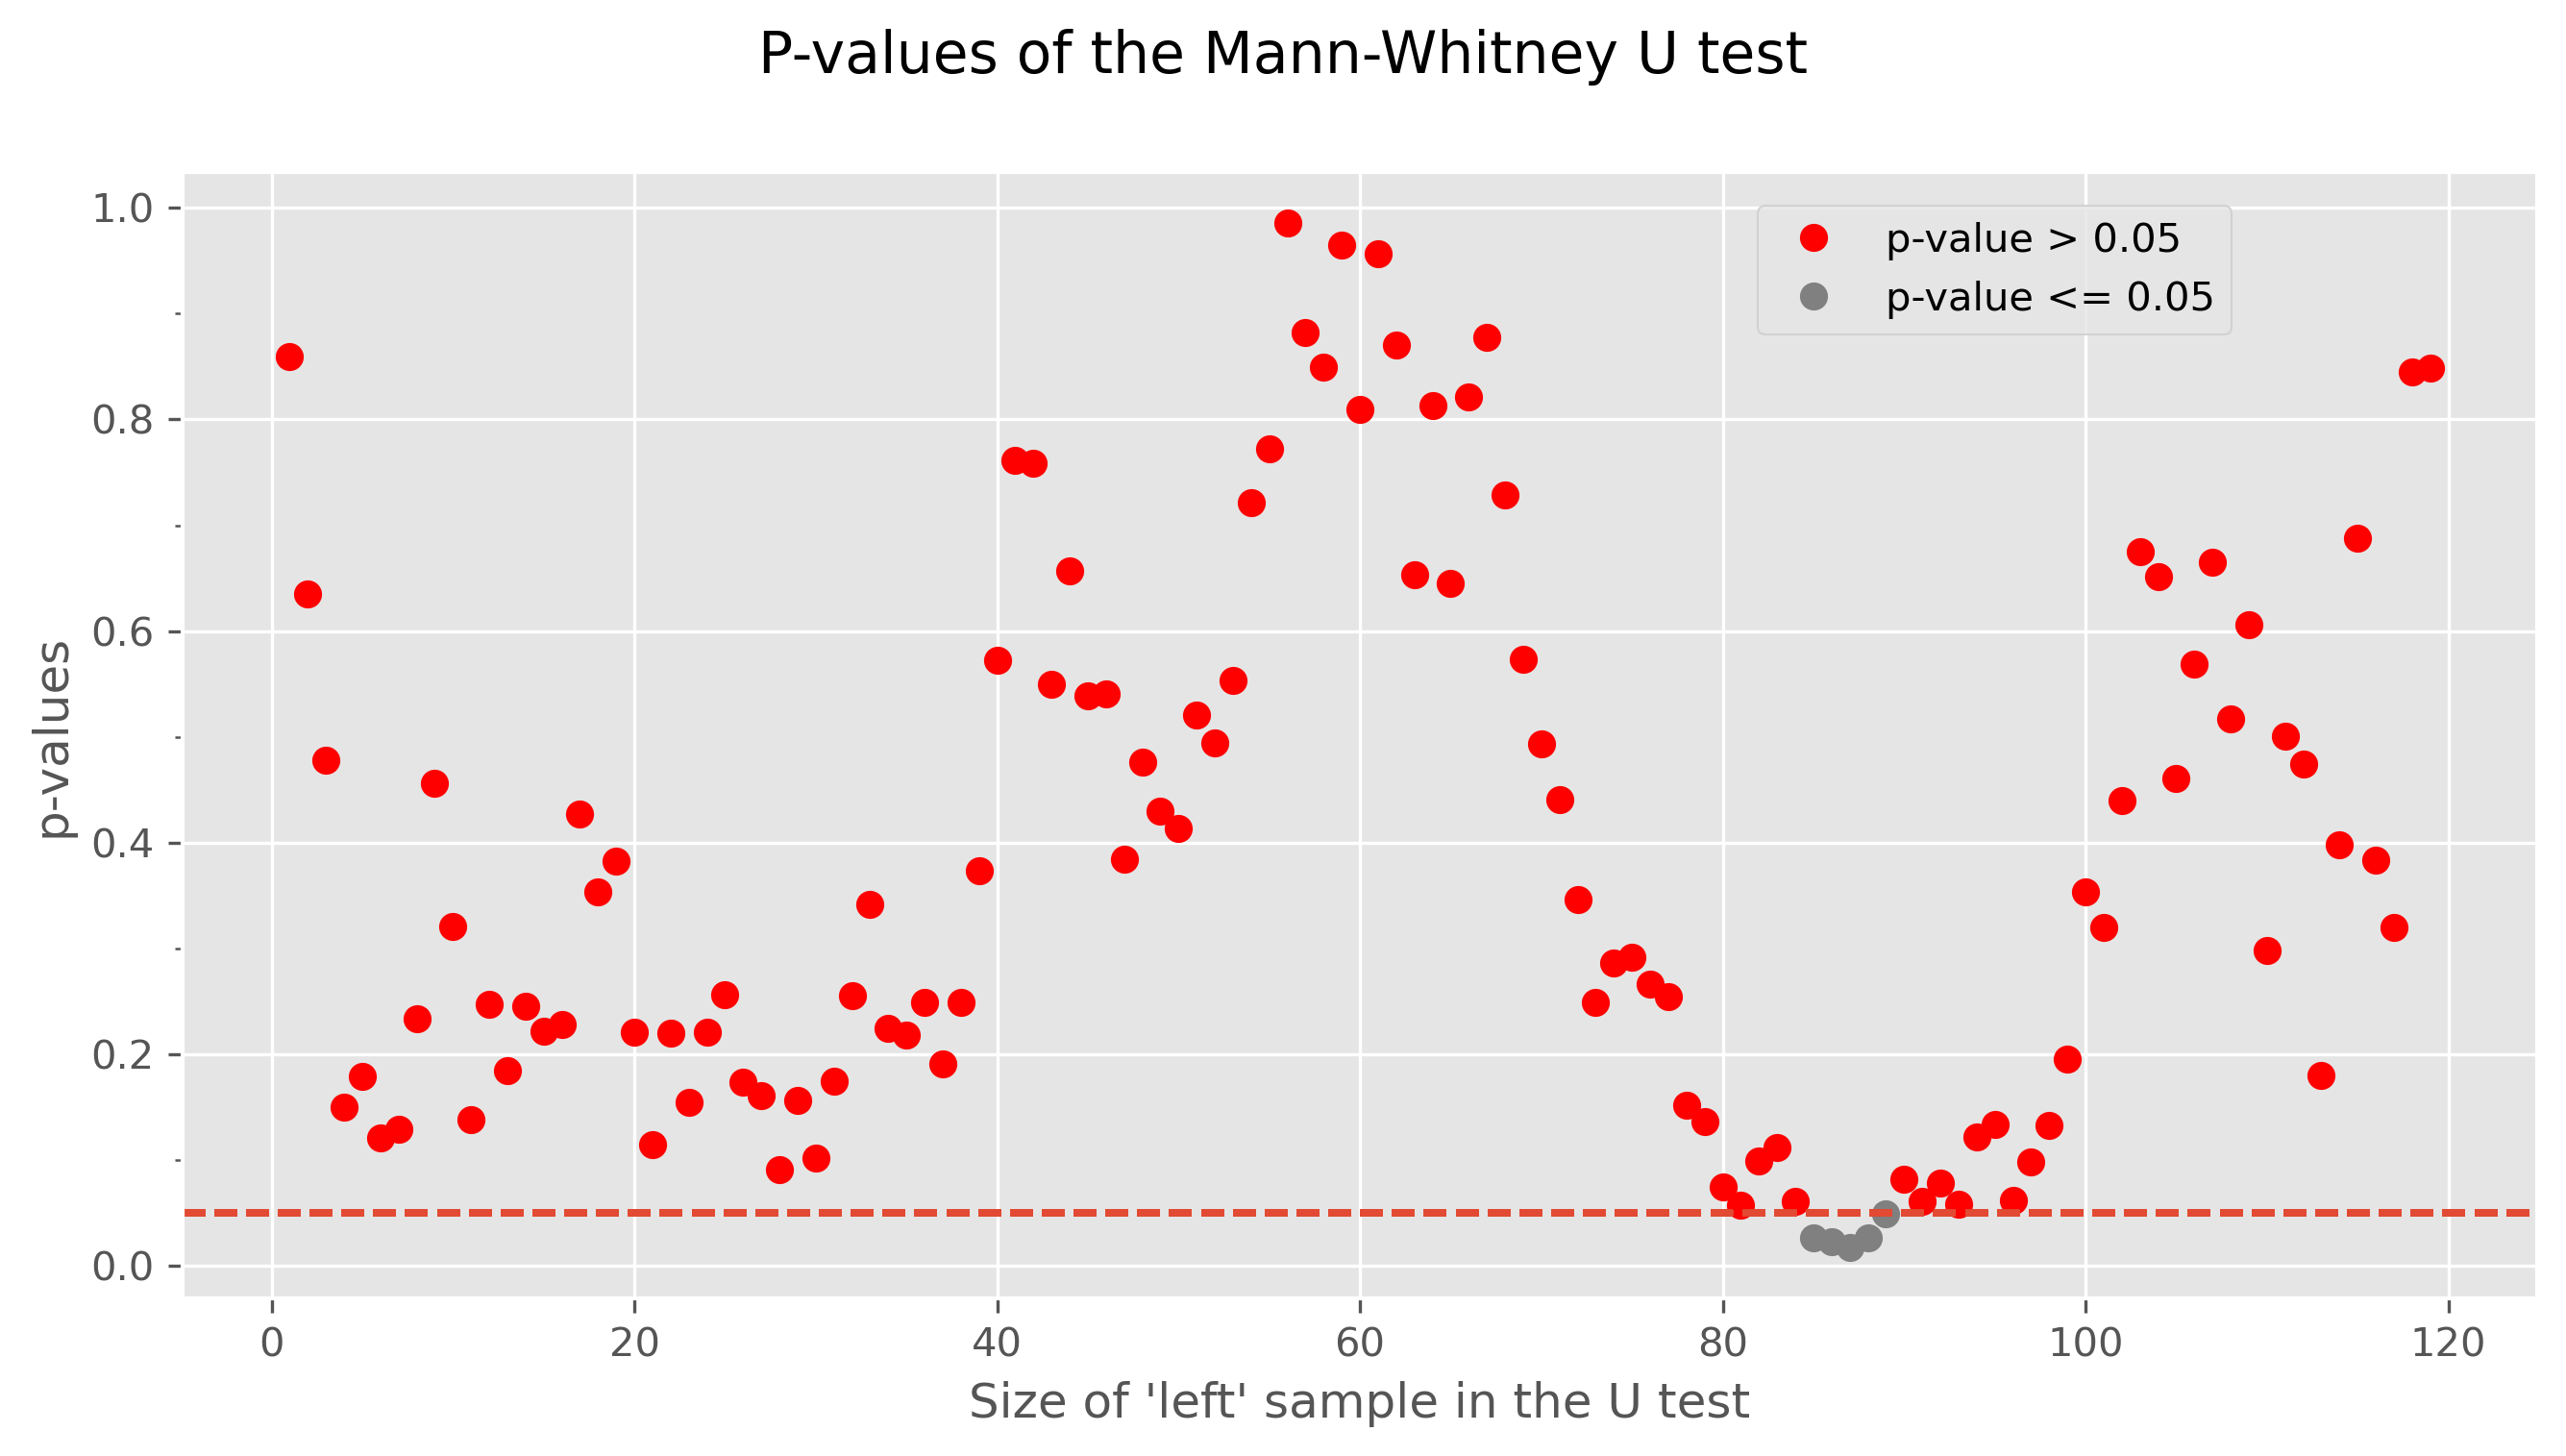 P-values of the Mann-Whitney U test
p-value > 0.05
p-value <= 0.05
p-values
1.0
0.8
0.6
0.4
0.2
0.0
0 20 40 60 80 100 120
Size of 'left' sample in the U test